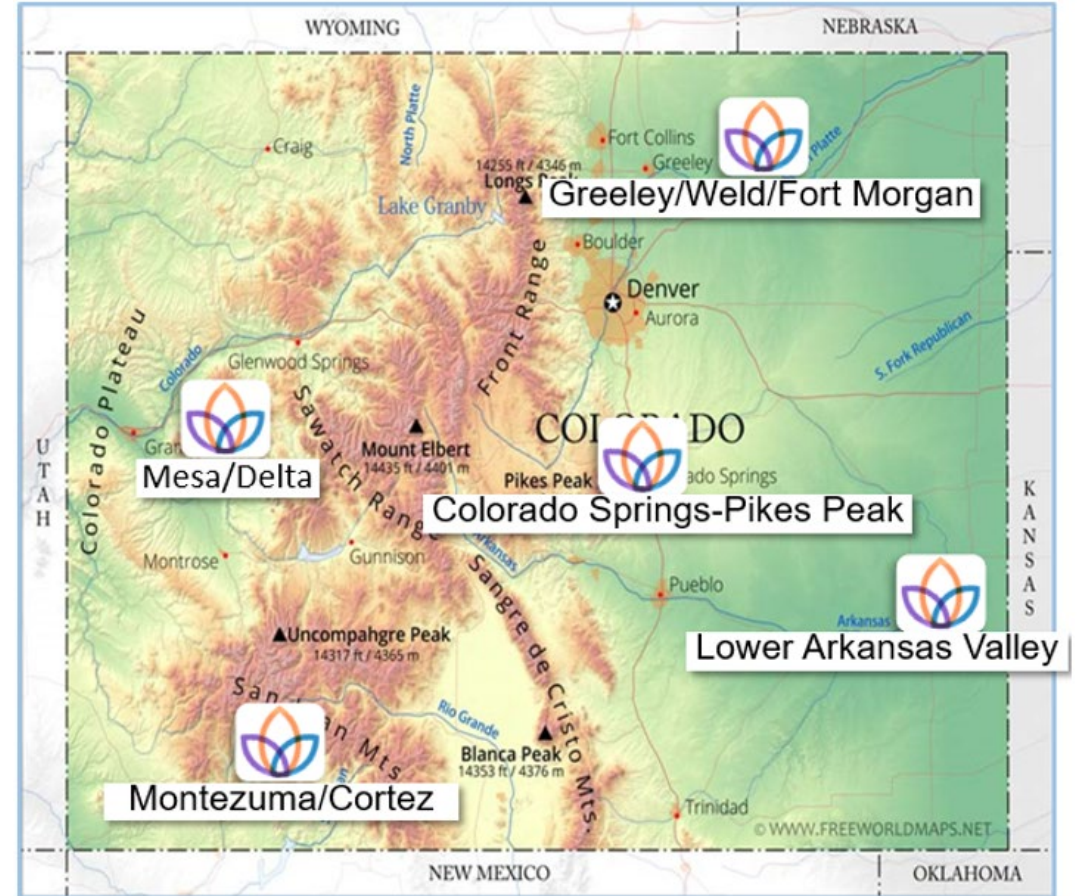 WYOMING
NEBRASKA
North Platte
Craig
Fort Collins
Greeley
Platte
14255 ft / 4346 m
Longs
Lake Granby
Greeley/Weld/Fort Morgan
Boulder
Front Range
Denver
Aurora
Colorado Plateau
Colorado
Glenwood Springs
S. Fork Republican
Sawatch Range
UTAH
Mount Elbert
14435 ft / 4401 m
Mesa/Delta
Pikes Peak
Springs
Colorado Springs-Pikes Peak
KANSAS
Montrose
Gunnison
Arkansas
Sangre de Cristo Mts.
Pueblo
Arkansas
Lower Arkansas Valley
Uncompahgre Peak
14317 ft / 4365 m
Mts
Rio Grande
Blanca Peak
14353 ft / 4376 m
Montezuma/Cortez
Trinidad
© WWW.FREEWORLDMAPS.NET
NEW MEXICO
OKLAHOMA